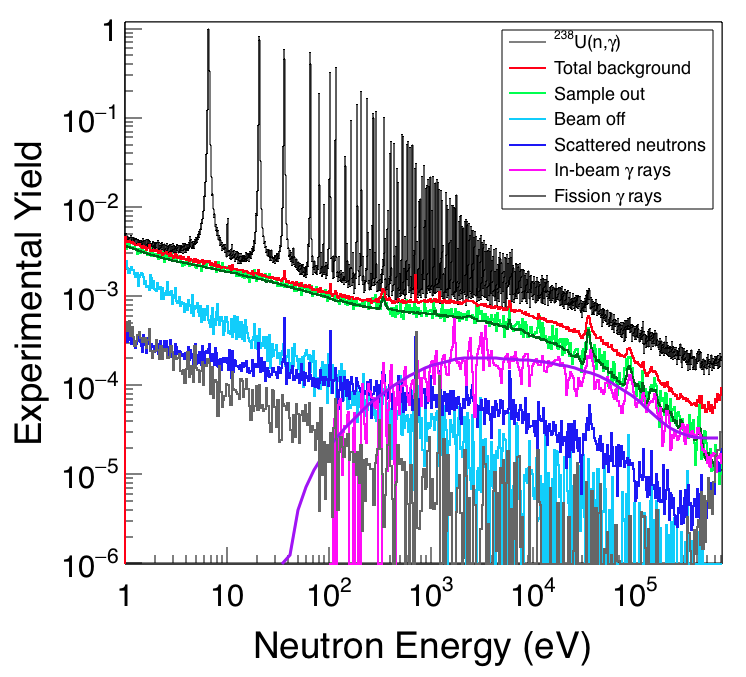 1
10⁻¹
10⁻²
10⁻³
10⁻⁴
10⁻⁵
10⁻⁶
Experimental Yield
²³⁸U(n,γ)
Total background
Sample out
Beam off
Scattered neutrons
In-beam γ rays
Fission γ rays
1 10 10² 10³ 10⁴ 10⁵
Neutron Energy (eV)